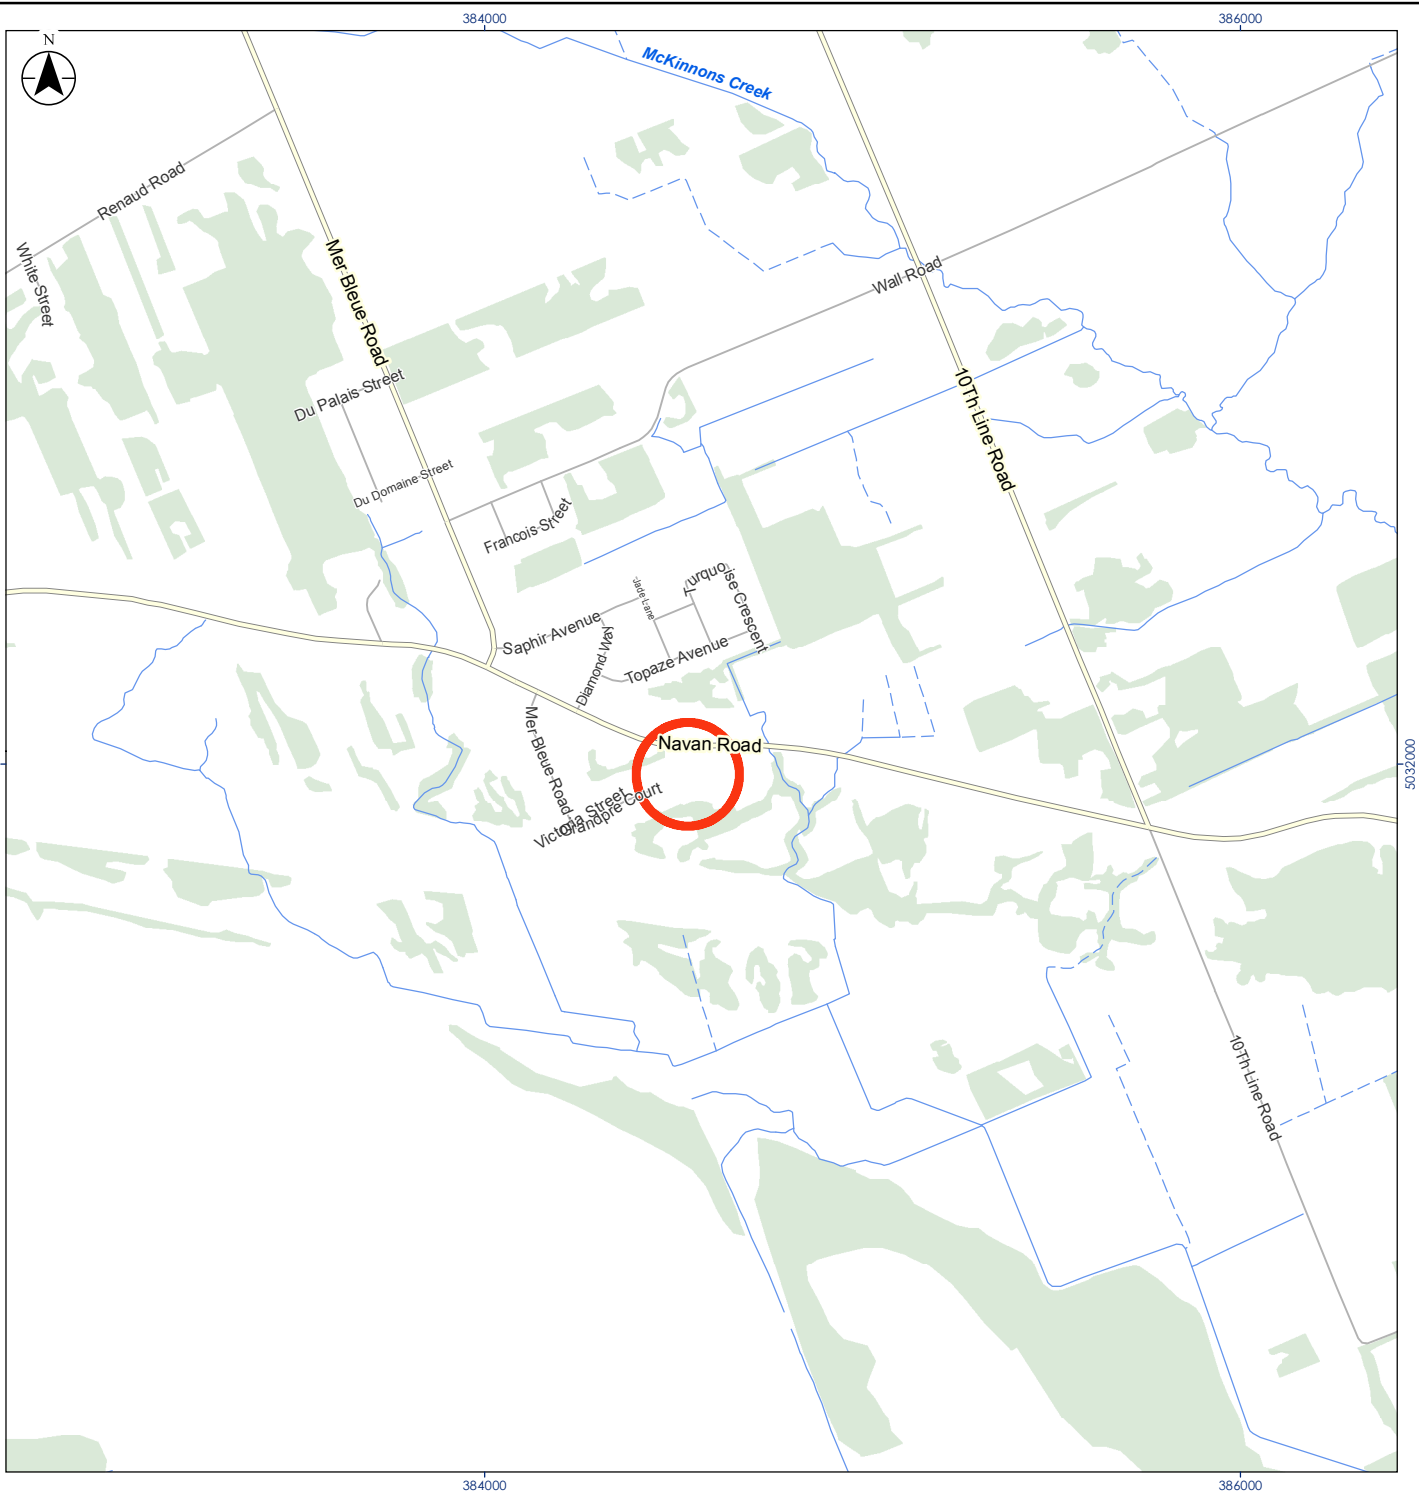 384000
386000
N
McKinnons Creek
Renaud Road
White Street
Mer Bleue Road
Wall Road
Du Palais Street
10Th Line Road
Du Domaine Street
Francois Street
Turquoise Crescent
Jade Lane
Saphir Avenue
Diamond Way
Topaze Avenue
Mer Bleue Road
Navan Road
5032000
Victoria Street
Grandpre Court
10Th Line Road
384000
386000